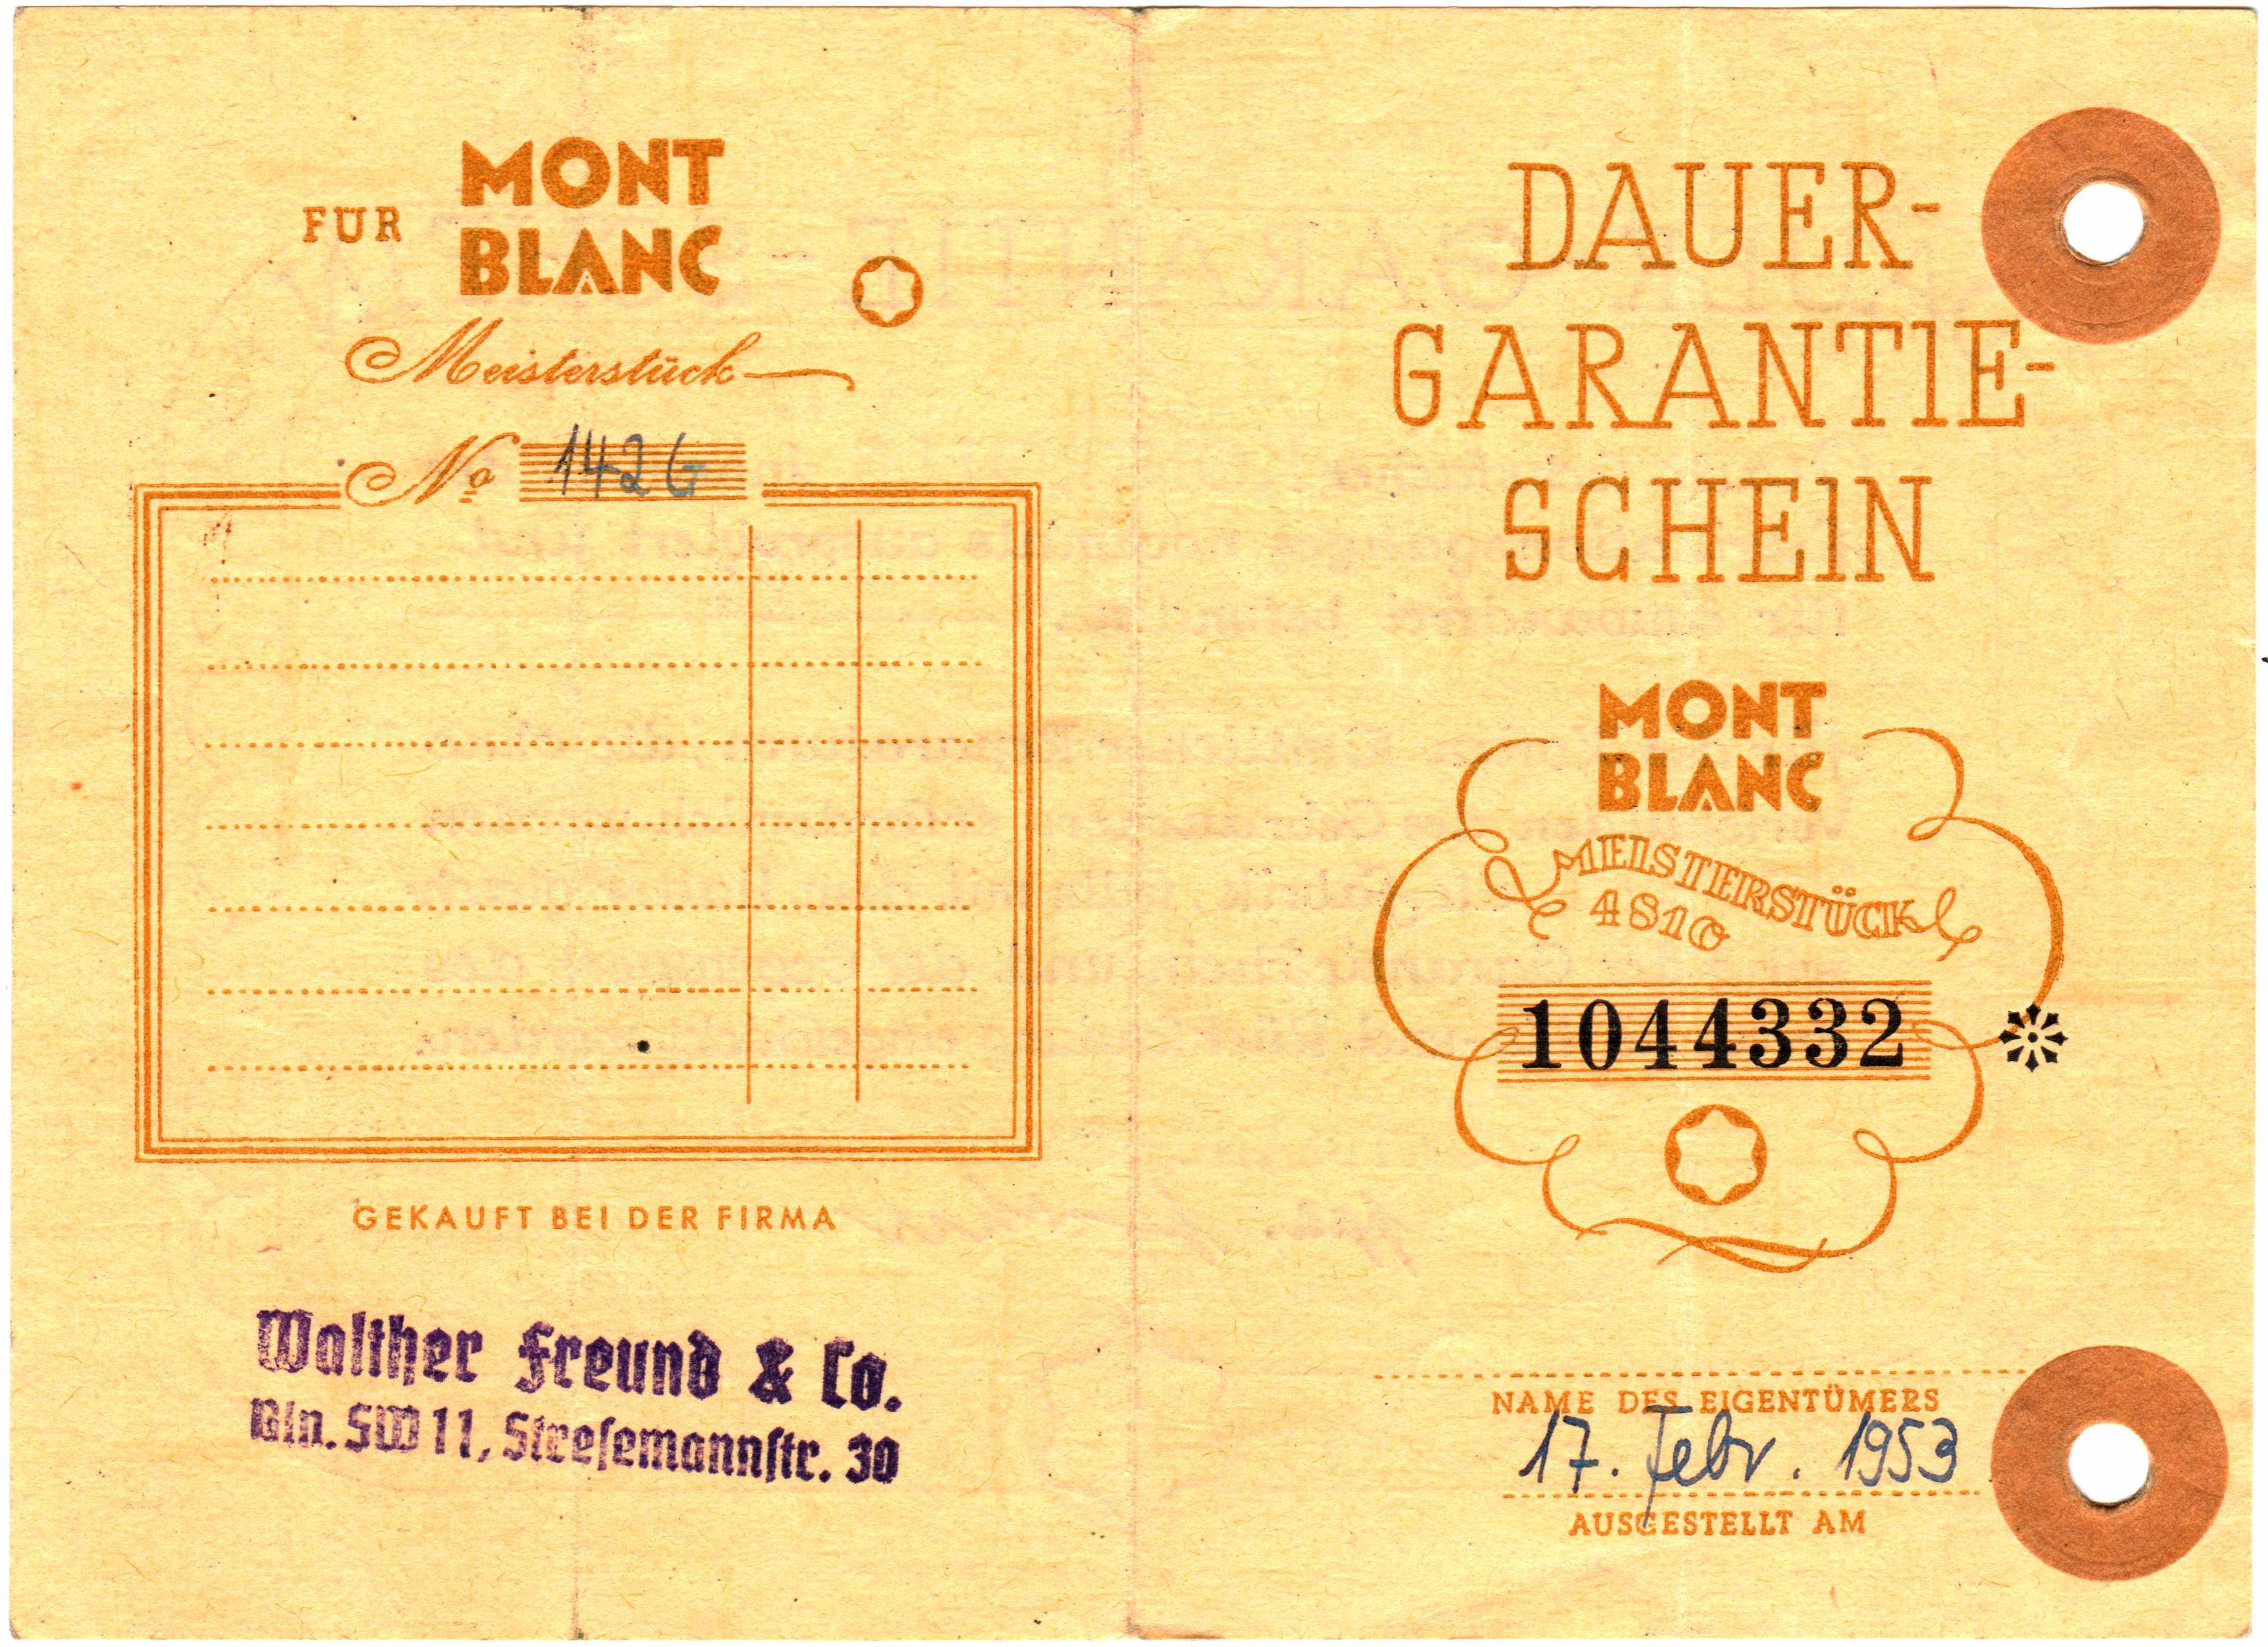 FÜR
MONT
BLANC
Meisterstück
No 142 G
GEKAUFT BEI DER FIRMA
Walther Freund & Co.
Bln. SW 11, Stresemannstr. 30
DAUER-
GARANTIE-
SCHEIN
MONT
BLANC
MEISTERSTÜCK
4810
1044332
NAME DES EIGENTÜMERS
17. Febr. 1953
AUSGESTELLT AM